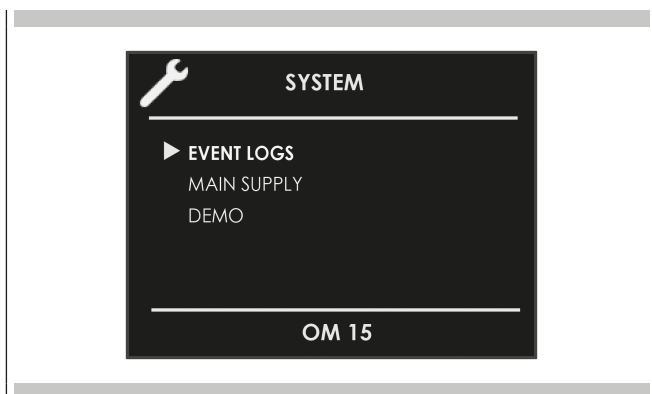 SYSTEM
EVENT LOGS
MAIN SUPPLY
DEMO
OM 15